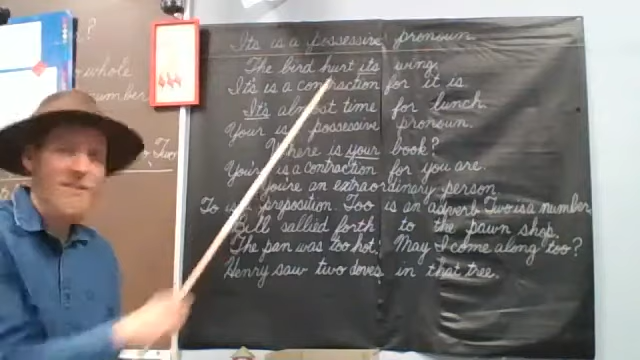 Its is a possessive pronoun.
The bird hurt its wing.
It's is a contraction for it is.
It's almost time for lunch.
Your is possessive pronoun.
Where is your book?
You're is a contraction for you are.
You're an extraordinary person.
To is preposition. Too is an adverb. Two is a number.
Bill sallied forth to the pawn shop.
The pan was too hot. May I come along too?
Henry saw two doves in that tree.
whole
number
Two
444